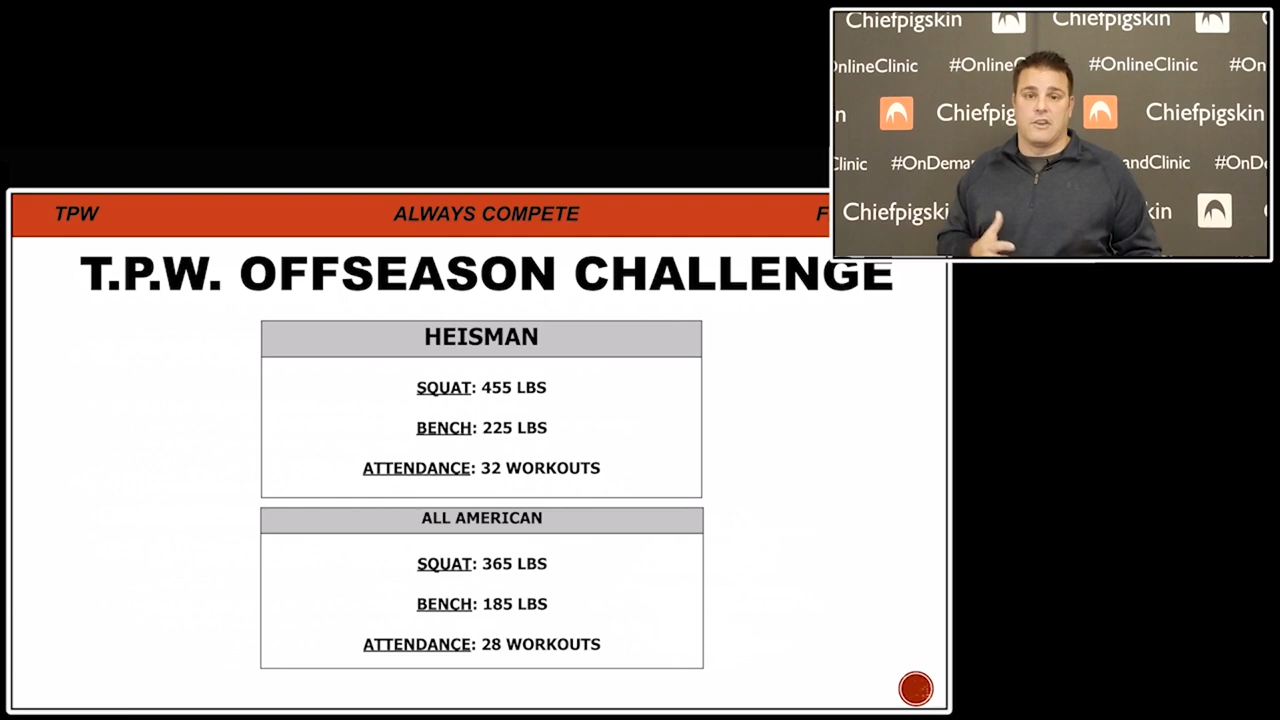 Chiefpigskin Chiefpigskin
#OnlineClinic #OnlineClinic
Chiefpigskin
#OnDemandClinic
Chiefpigskin
TPW ALWAYS COMPETE
T.P.W. OFFSEASON CHALLENGE
HEISMAN
SQUAT: 455 LBS
BENCH: 225 LBS
ATTENDANCE: 32 WORKOUTS
ALL AMERICAN
SQUAT: 365 LBS
BENCH: 185 LBS
ATTENDANCE: 28 WORKOUTS